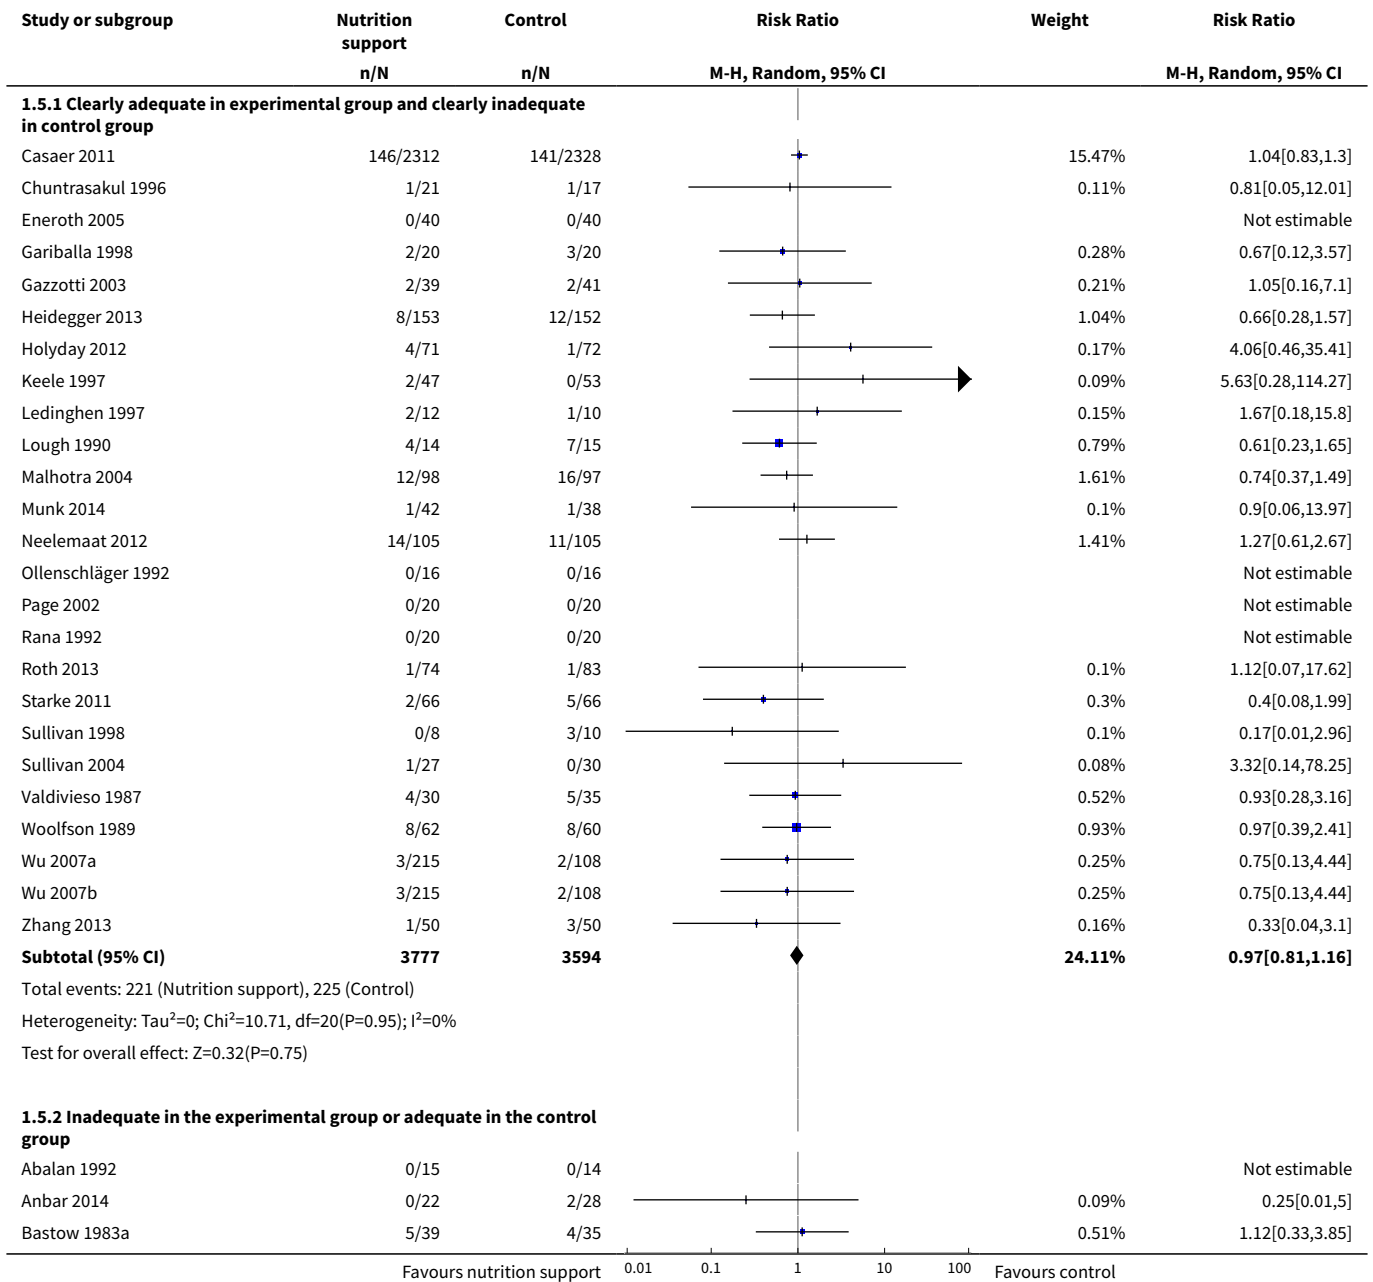 Study or subgroup Nutrition support Control Risk Ratio Weight Risk Ratio
n/N n/N M-H, Random, 95% CI M-H, Random, 95% CI
1.5.1 Clearly adequate in experimental group and clearly inadequate
in control group
Casaer 2011 146/2312 141/2328 15.47% 1.04[0.83,1.3]
Chuntrasakul 1996 1/21 1/17 0.11% 0.81[0.05,12.01]
Eneroth 2005 0/40 0/40 Not estimable
Gariballa 1998 2/20 3/20 0.28% 0.67[0.12,3.57]
Gazzotti 2003 2/39 2/41 0.21% 1.05[0.16,7.1]
Heidegger 2013 8/153 12/152 1.04% 0.66[0.28,1.57]
Holyday 2012 4/71 1/72 0.17% 4.06[0.46,35.41]
Keele 1997 2/47 0/53 0.09% 5.63[0.28,114.27]
Ledinghen 1997 2/12 1/10 0.15% 1.67[0.18,15.8]
Lough 1990 4/14 7/15 0.79% 0.61[0.23,1.65]
Malhotra 2004 12/98 16/97 1.61% 0.74[0.37,1.49]
Munk 2014 1/42 1/38 0.1% 0.9[0.06,13.97]
Neelemaat 2012 14/105 11/105 1.41% 1.27[0.61,2.67]
Ollenschläger 1992 0/16 0/16 Not estimable
Page 2002 0/20 0/20 Not estimable
Rana 1992 0/20 0/20 Not estimable
Roth 2013 1/74 1/83 0.1% 1.12[0.07,17.62]
Starke 2011 2/66 5/66 0.3% 0.4[0.08,1.99]
Sullivan 1998 0/8 3/10 0.1% 0.17[0.01,2.96]
Sullivan 2004 1/27 0/30 0.08% 3.32[0.14,78.25]
Valdivieso 1987 4/30 5/35 0.52% 0.93[0.28,3.16]
Woolfson 1989 8/62 8/60 0.93% 0.97[0.39,2.41]
Wu 2007a 3/215 2/108 0.25% 0.75[0.13,4.44]
Wu 2007b 3/215 2/108 0.25% 0.75[0.13,4.44]
Zhang 2013 1/50 3/50 0.16% 0.33[0.04,3.1]
Subtotal (95% CI) 3777 3594 24.11% 0.97[0.81,1.16]
Total events: 221 (Nutrition support), 225 (Control)
Heterogeneity: Tau²=0; Chi²=10.71, df=20(P=0.95); I²=0%
Test for overall effect: Z=0.32(P=0.75)
1.5.2 Inadequate in the experimental group or adequate in the control
group
Abalan 1992 0/15 0/14 Not estimable
Anbar 2014 0/22 2/28 0.09% 0.25[0.01,5]
Bastow 1983a 5/39 4/35 0.51% 1.12[0.33,3.85]
Favours nutrition support 0.01 0.1 1 10 100 Favours control